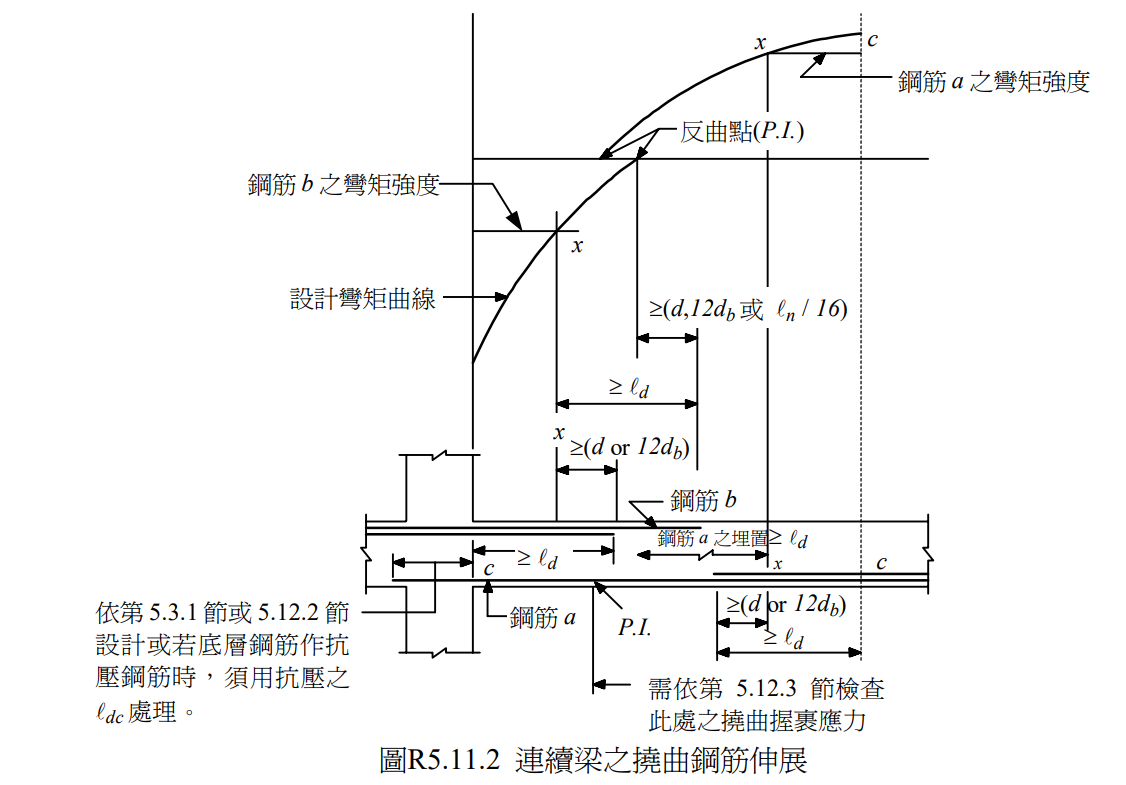 x
c
鋼筋 a 之彎矩強度
反曲點(P.I.)
鋼筋 b 之彎矩強度
x
設計彎矩曲線
≥(d,12db 或 ℓn / 16)
≥ ℓd
x
≥(d or 12db)
鋼筋 b
鋼筋 a 之埋置≥ ℓd
≥ ℓd
c
x
c
依第 5.3.1 節或 5.12.2 節
設計或若底層鋼筋作抗
壓鋼筋時，須用抗壓之
ℓdc 處理。
鋼筋 a
P.I.
≥(d or 12db)
≥ ℓd
需依第 5.12.3 節檢查
此處之撓曲握裹應力
圖R5.11.2 連續梁之撓曲鋼筋伸展